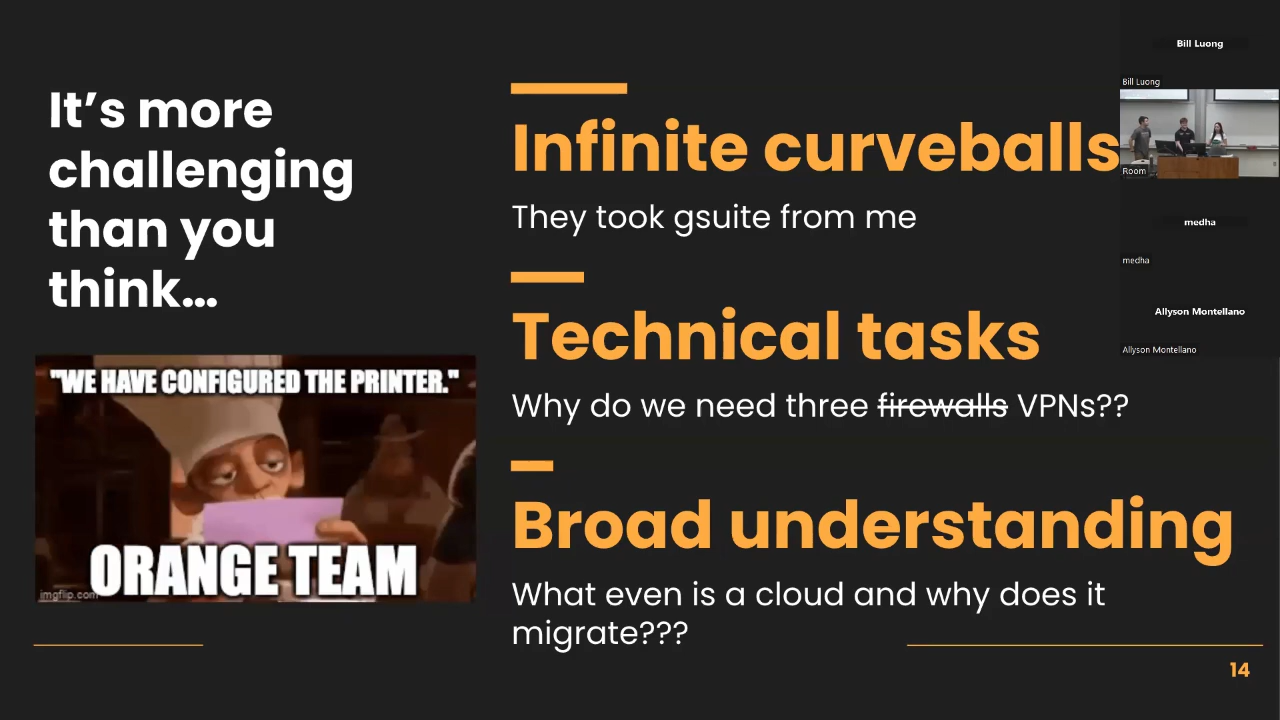 It's more
challenging
than you
think...
"WE HAVE CONFIGURED THE PRINTER."
ORANGE TEAM
imgflip.com
Infinite curveballs
They took gsuite from me
Technical tasks
Why do we need three firewalls VPNs??
Broad understanding
What even is a cloud and why does it
migrate???
14
Bill Luong
Bill Luong
Room
medha
medha
Allyson Montellano
Allyson Montellano